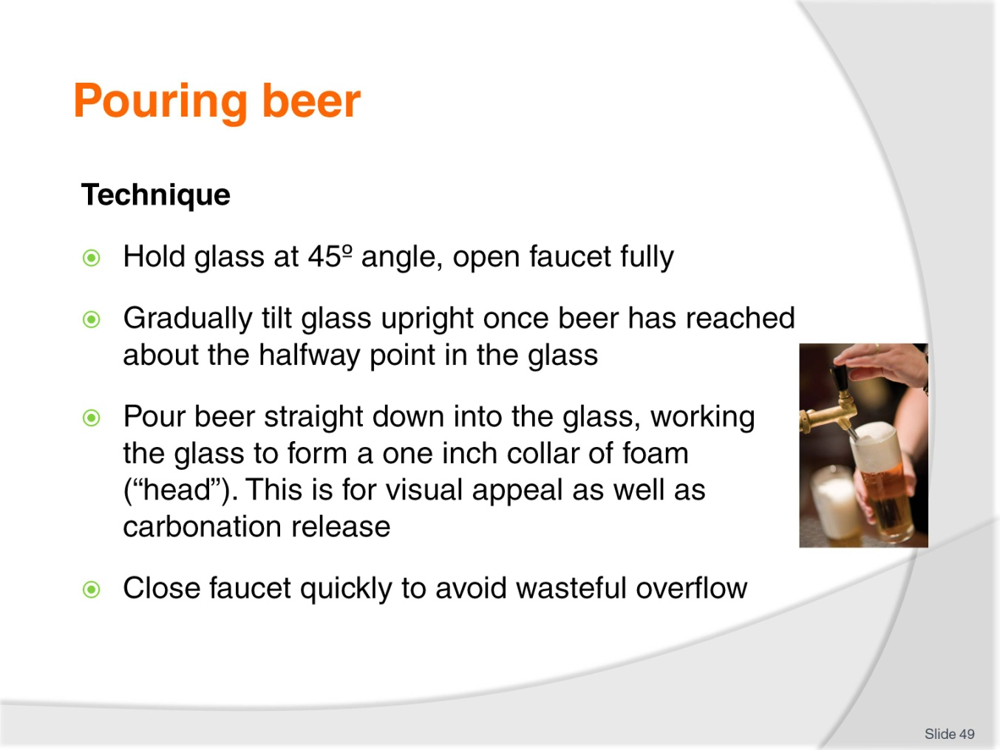 Pouring beer
Technique
Hold glass at 45º angle, open faucet fully
Gradually tilt glass upright once beer has reached
about the halfway point in the glass
Pour beer straight down into the glass, working
the glass to form a one inch collar of foam
(“head”). This is for visual appeal as well as
carbonation release
Close faucet quickly to avoid wasteful overflow
Slide 49